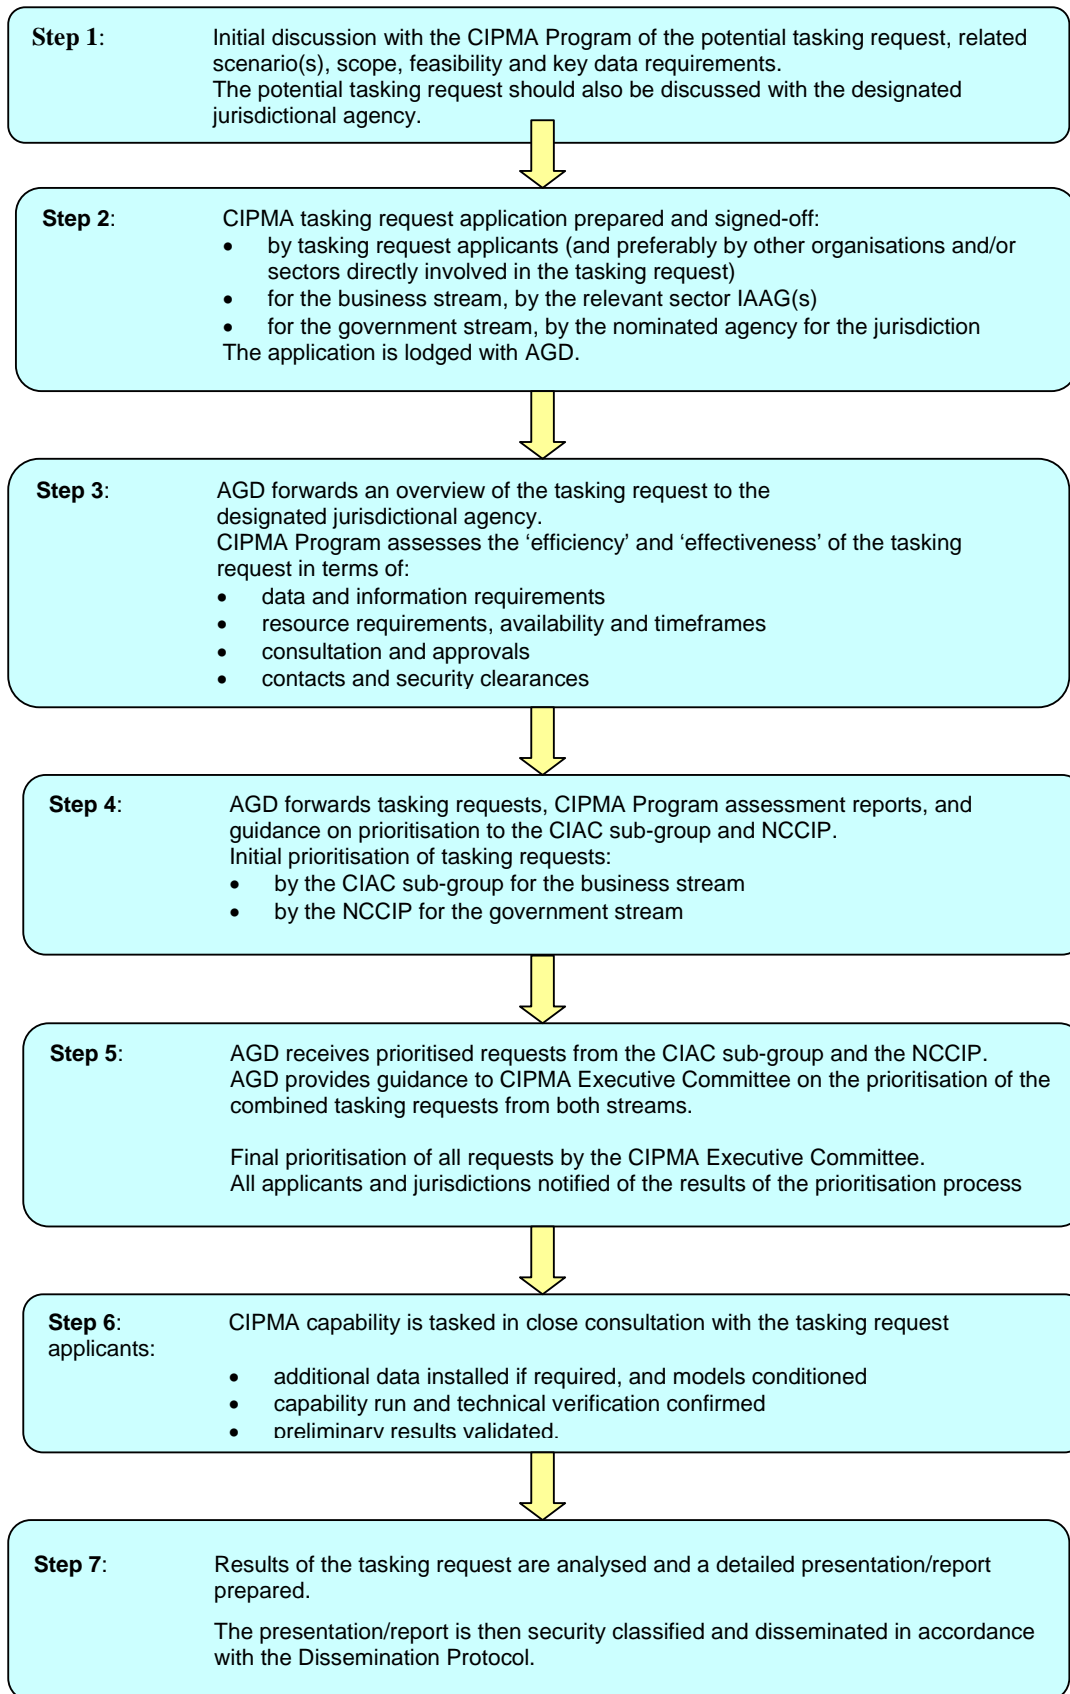 Step 1: Initial discussion with the CIPMA Program of the potential tasking request, related
scenario(s), scope, feasibility and key data requirements.
The potential tasking request should also be discussed with the designated
jurisdictional agency.
Step 2: CIPMA tasking request application prepared and signed-off:
• by tasking request applicants (and preferably by other organisations and/or
sectors directly involved in the tasking request)
• for the business stream, by the relevant sector IAAG(s)
• for the government stream, by the nominated agency for the jurisdiction
The application is lodged with AGD.
Step 3: AGD forwards an overview of the tasking request to the
designated jurisdictional agency.
CIPMA Program assesses the ‘efficiency’ and ‘effectiveness’ of the tasking
request in terms of:
• data and information requirements
• resource requirements, availability and timeframes
• consultation and approvals
• contacts and security clearances
Step 4: AGD forwards tasking requests, CIPMA Program assessment reports, and
guidance on prioritisation to the CIAC sub-group and NCCIP.
Initial prioritisation of tasking requests:
• by the CIAC sub-group for the business stream
• by the NCCIP for the government stream
Step 5: AGD receives prioritised requests from the CIAC sub-group and the NCCIP.
AGD provides guidance to CIPMA Executive Committee on the prioritisation of the
combined tasking requests from both streams.
Final prioritisation of all requests by the CIPMA Executive Committee.
All applicants and jurisdictions notified of the results of the prioritisation process
Step 6: CIPMA capability is tasked in close consultation with the tasking request
applicants:
• additional data installed if required, and models conditioned
• capability run and technical verification confirmed
• preliminary results validated.
Step 7: Results of the tasking request are analysed and a detailed presentation/report
prepared.
The presentation/report is then security classified and disseminated in accordance
with the Dissemination Protocol.